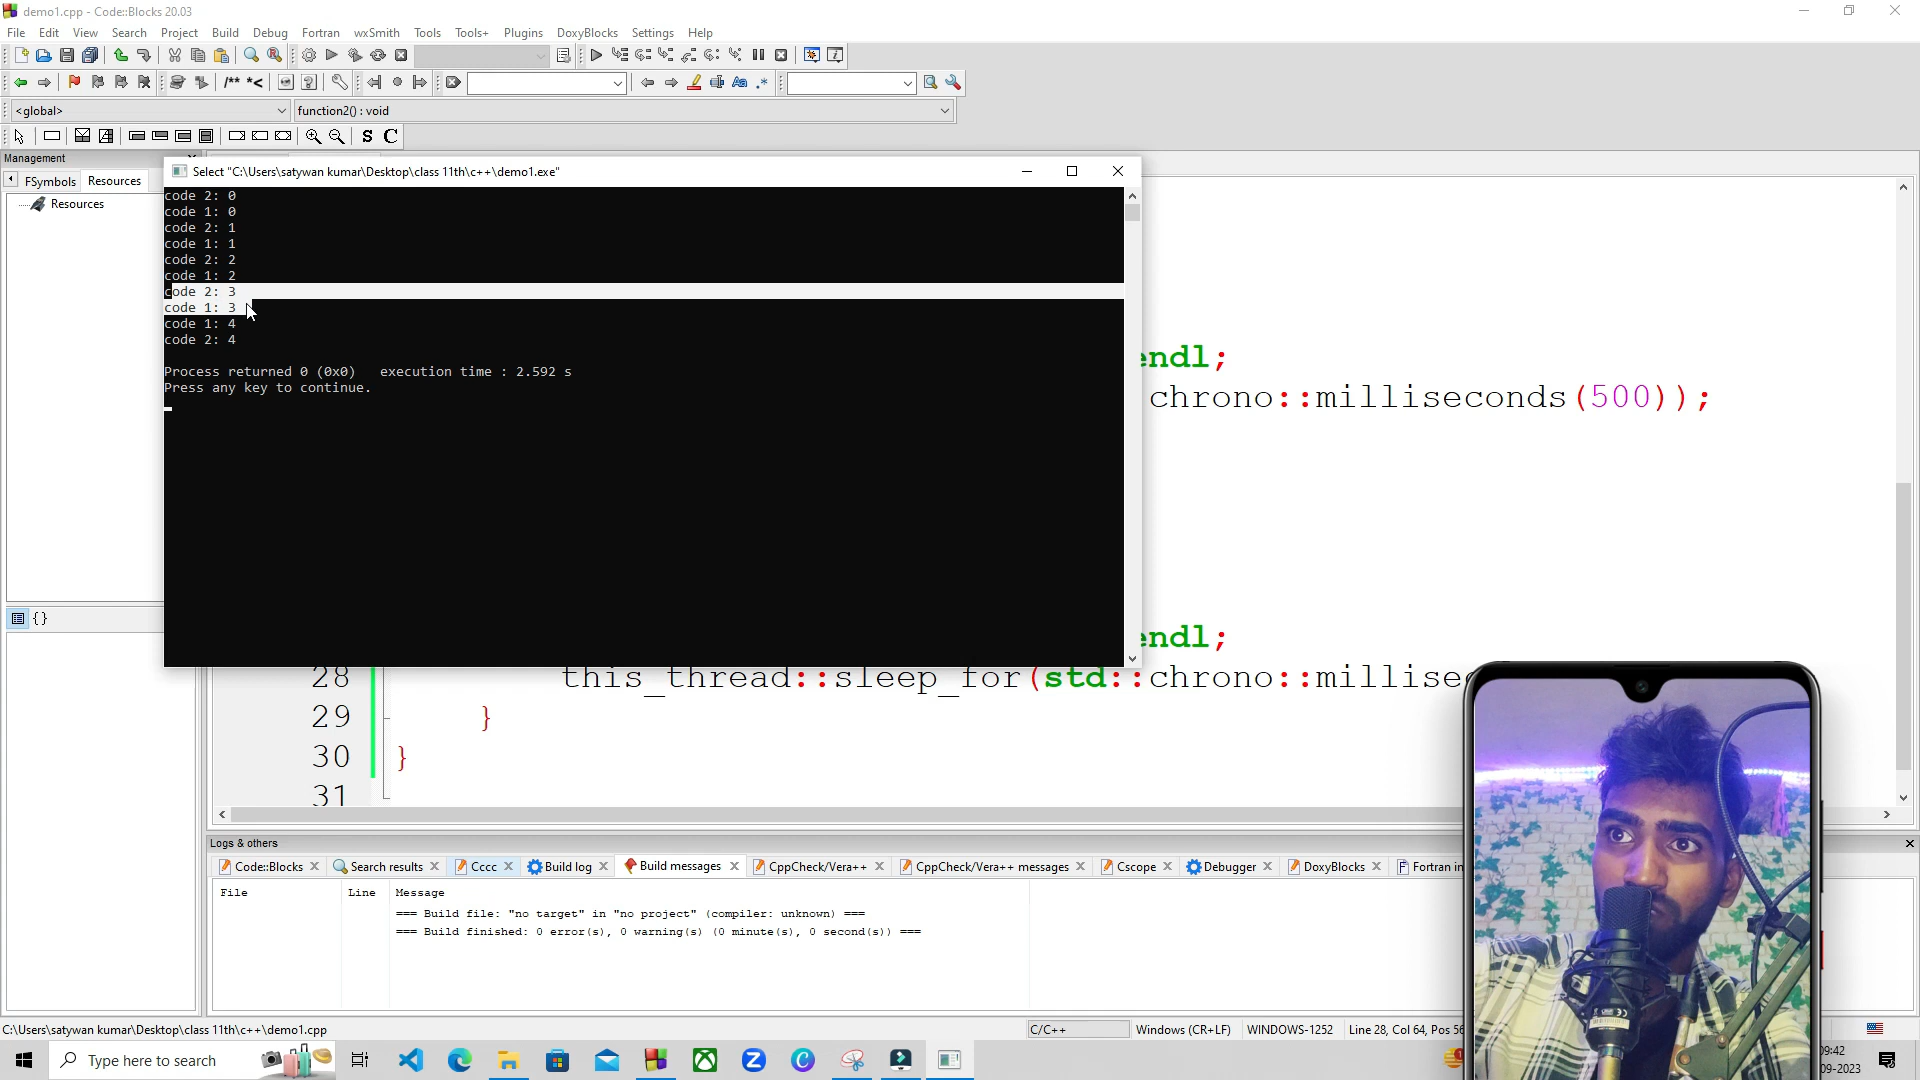 demo1.cpp - Code::Blocks 20.03
File Edit View Search Project Build Debug Fortran wxSmith Tools Tools+ Plugins DoxyBlocks Settings Help
/** *<
<global> function2() : void
S C
Management
FSymbols Resources
Resources
Select "C:\Users\satywan kumar\Desktop\class 11th\c++\demo1.exe"
code 2: 0
code 1: 0
code 2: 1
code 1: 1
code 2: 2
code 1: 2
code 2: 3
code 1: 3
code 1: 4
code 2: 4
Process returned 0 (0x0) execution time : 2.592 s
Press any key to continue.
endl;
chrono::milliseconds(500));
endl;
28 this_thread::sleep_for(std::chrono::millisec
29 }
30 }
31
Logs & others
Code::Blocks Search results Cccc Build log Build messages CppCheck/Vera++ CppCheck/Vera++ messages Cscope Debugger DoxyBlocks Fortran in
File Line Message
=== Build file: "no target" in "no project" (compiler: unknown) ===
=== Build finished: 0 error(s), 0 warning(s) (0 minute(s), 0 second(s)) ===
C:\Users\satywan kumar\Desktop\class 11th\c++\demo1.cpp C/C++ Windows (CR+LF) WINDOWS-1252 Line 28, Col 64, Pos 56
Type here to search
09:42
09-2023